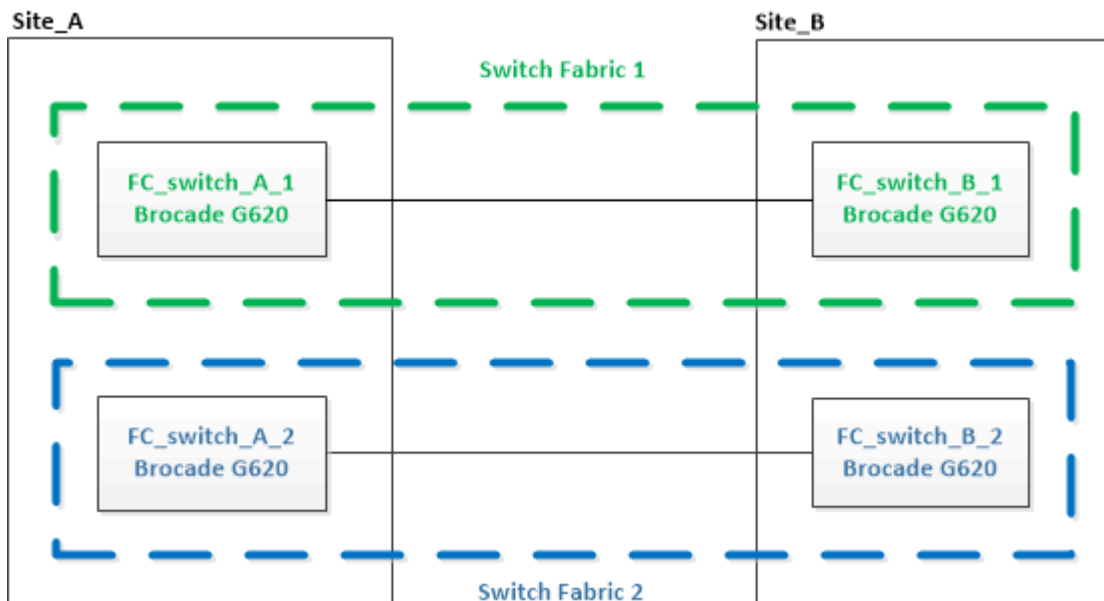 Site_A
Site_B
Switch Fabric 1
FC_switch_A_1
Brocade G620
FC_switch_B_1
Brocade G620
FC_switch_A_2
Brocade G620
FC_switch_B_2
Brocade G620
Switch Fabric 2